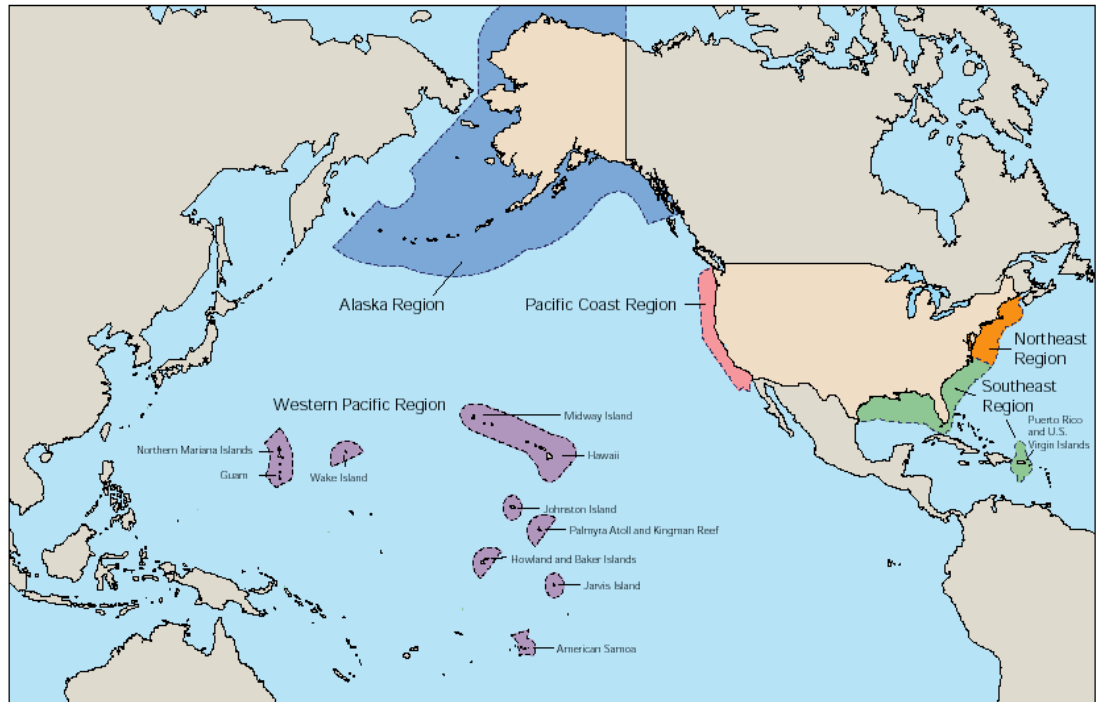 Alaska Region
Pacific Coast Region
Northeast
Region
Southeast
Region
Western Pacific Region
Midway Island
Puerto Rico
and U.S.
Virgin Islands
Northern Mariana Islands
Guam
Wake Island
Hawaii
Johnston Island
Palmyra Atoll and Kingman Reef
Howland and Baker Islands
Jarvis Island
American Samoa